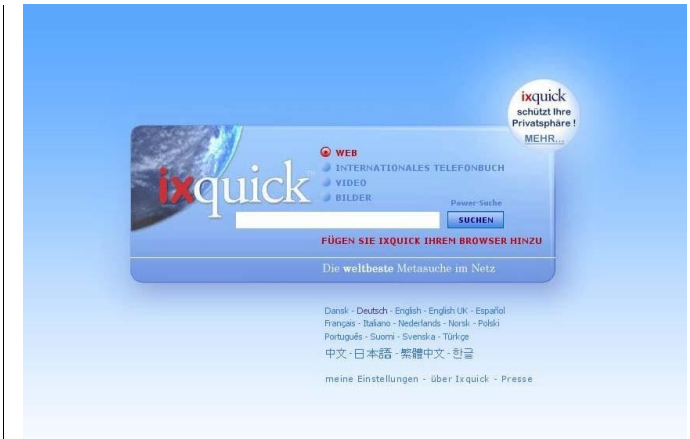 ixquick
schützt Ihre
Privatsphäre !
MEHR...
ixquick
WEB
INTERNATIONALES TELEFONBUCH
VIDEO
BILDER
Power-Suche
SUCHEN
FÜGEN SIE IXQUICK IHREM BROWSER HINZU
Die weltbeste Metasuche im Netz
Dansk - Deutsch - English - English UK - Español
Français - Italiano - Nederlands - Norsk - Polski
Português - Suomi - Svenska - Türkçe
中文 - 日本語 - 繁體中文 - 한글
meine Einstellungen - über Ixquick - Presse